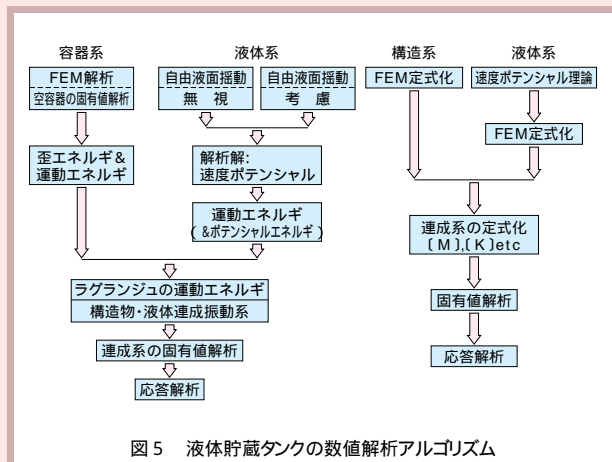 容器系
FEM解析
空容器の固有値解析
歪エネルギ&
運動エネルギ
液体系
自由液面揺動
無　視
自由液面揺動
考　慮
解析解:
速度ポテンシャル
運動エネルギ
(&ポテンシャルエネルギ)
ラグランジュの運動エネルギ
構造物・液体連成振動系
連成系の固有値解析
応答解析
構造系
FEM定式化
液体系
速度ポテンシャル理論
FEM定式化
連成系の定式化
〔M〕,〔K〕etc
固有値解析
応答解析
図5　液体貯蔵タンクの数値解析アルゴリズム